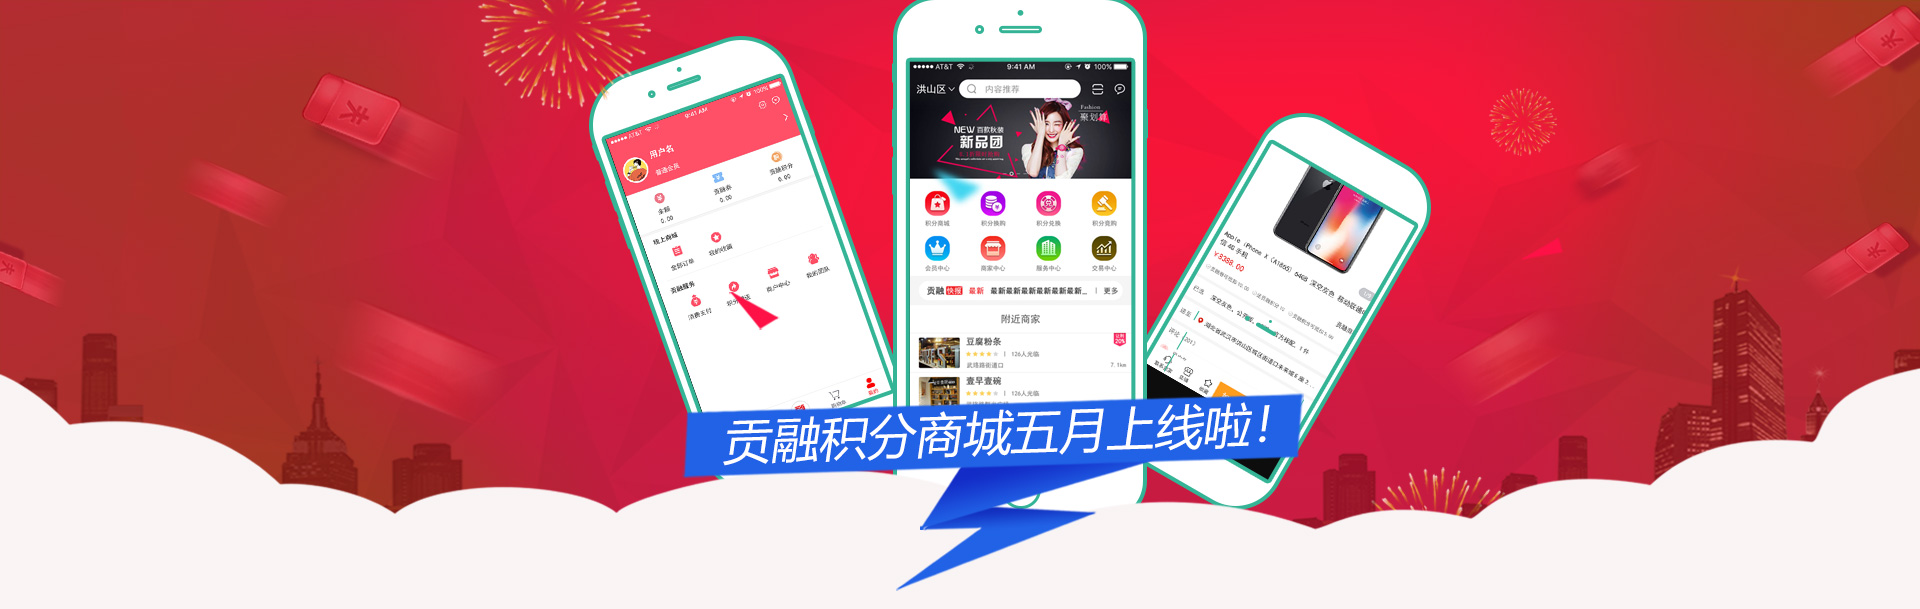 ●●●●● AT&T 9:41 AM 100%
用户名
普通会员
余额
0.00
贡融券
0.00
贡融积分
0.00
线上商城
全部订单
我的收藏
贡融服务
消费支付
商户中心
我的团队
购物车
我的
●●●●● AT&T 9:41 AM 100%
洪山区
内容推荐
Fashion
聚划算
NEW 百款秋装
新品团
积分商城
积分换购
积分兑换
积分商购
会员中心
商家中心
服务中心
交易中心
贡融 快报 最新 最新最新最新最新最新最新... | 更多
附近商家
豆腐粉条
★★★★★ | 126人光临
武珞路街道口
7.1km
返利
20%
壹早壹碗
★★★★★ | 126人光临
Apple iPhone X (A1865) 64GB 深空灰色 移动联通电
信4G手机
¥8388.00
已选
送至
评论
客服
店铺
收藏
贡融积分商城五月上线啦!